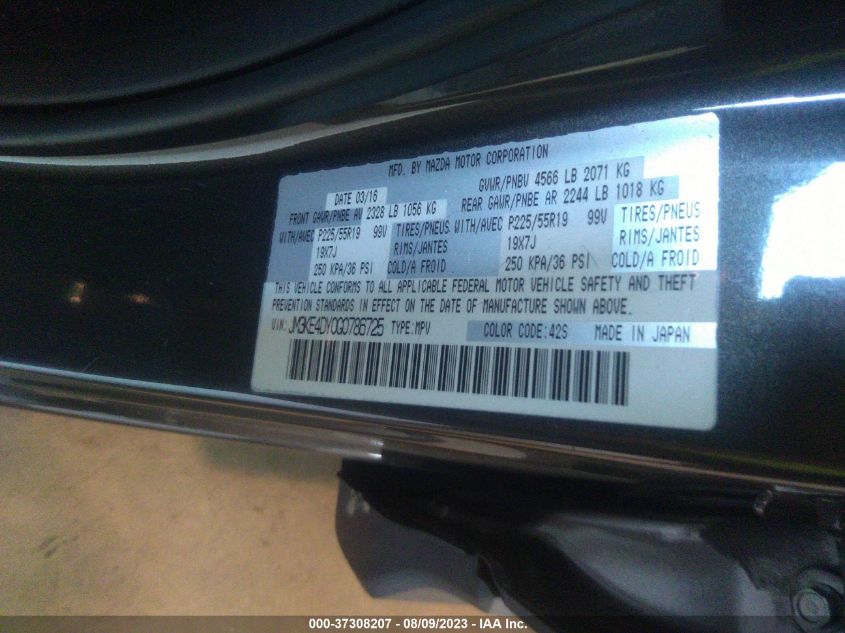 MFD. BY MAZDA MOTOR CORPORATION
DATE 03/16 GVWR/PNBV 4566 LB 2071 KG
FRONT GAWR/PNBE AV 2328 LB 1056 KG REAR GAWR/PNBE AR 2244 LB 1018 KG
WITH/AVEC P225/55R19 99V TIRES/PNEUS WITH/AVEC P225/55R19 99V TIRES/PNEUS
19X7J RIMS/JANTES 19X7J RIMS/JANTES
250 KPA/36 PSI COLD/A FROID 250 KPA/36 PSI COLD/A FROID
THIS VEHICLE CONFORMS TO ALL APPLICABLE FEDERAL MOTOR VEHICLE SAFETY AND THEFT
PREVENTION STANDARDS IN EFFECT ON THE DATE OF MANUFACTURE SHOWN ABOVE.
VIN: JM3KE4DY0G0786725 TYPE:MPV COLOR CODE:42S MADE IN JAPAN
000-37308207 - 08/09/2023 - IAA Inc.